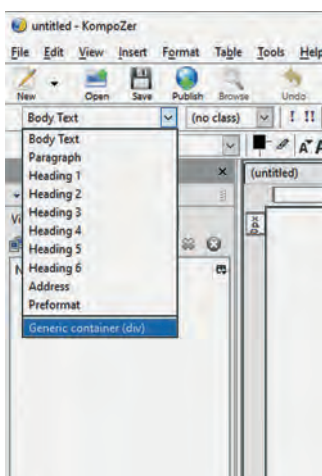 untitled - KompoZer
File Edit View Insert Format Table Tools Help
New Open Save Publish Browse Undo
Body Text (no class) ! !!
Body Text
Paragraph
Heading 1
Heading 2
Heading 3
Heading 4
Heading 5
Heading 6
Address
Preformat
Generic container (div)
(untitled)